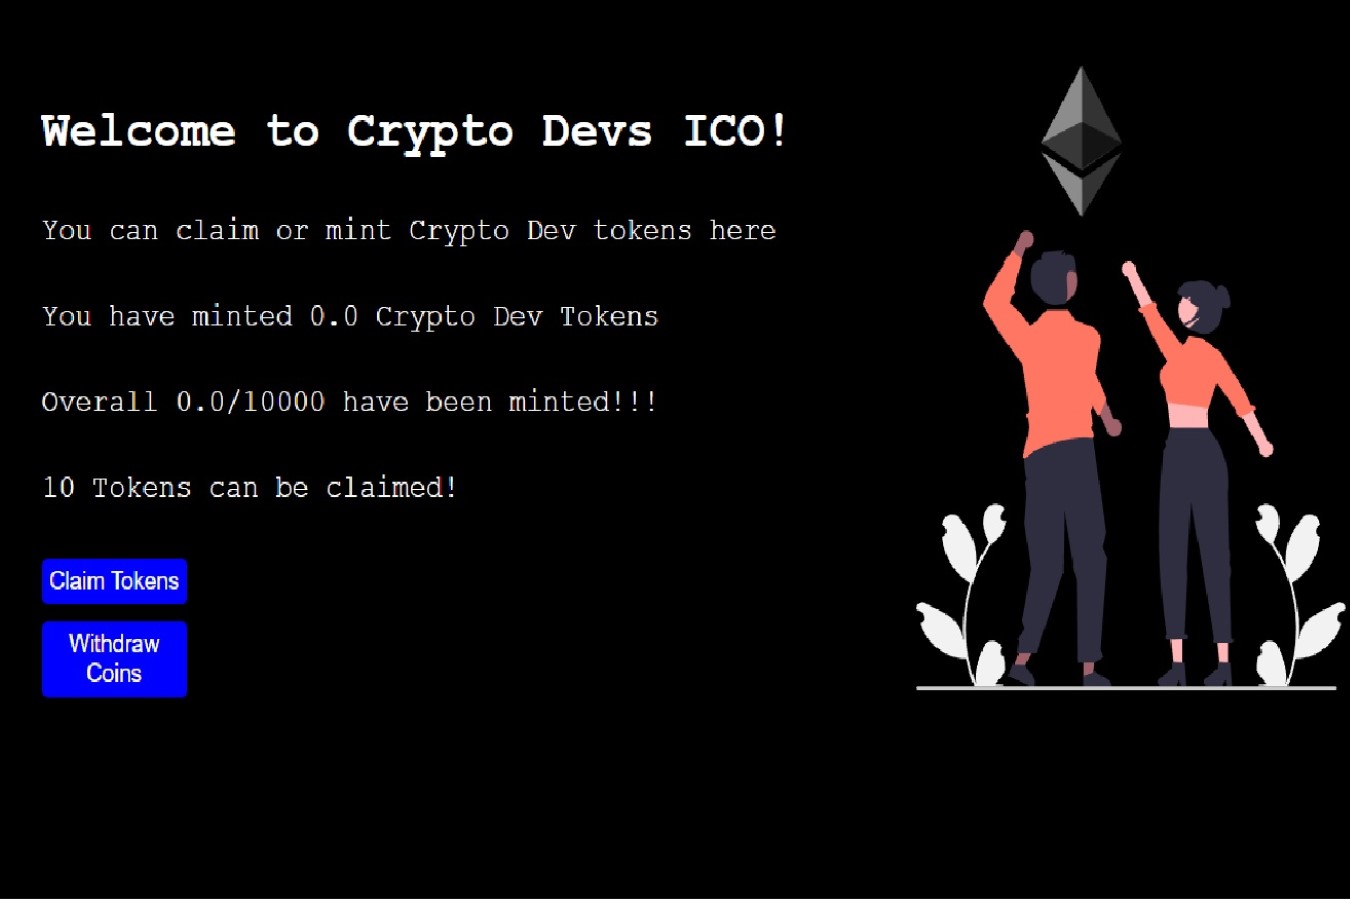 Welcome to Crypto Devs ICO!
You can claim or mint Crypto Dev tokens here
You have minted 0.0 Crypto Dev Tokens
Overall 0.0/10000 have been minted!!!
10 Tokens can be claimed!
Claim Tokens
Withdraw
Coins